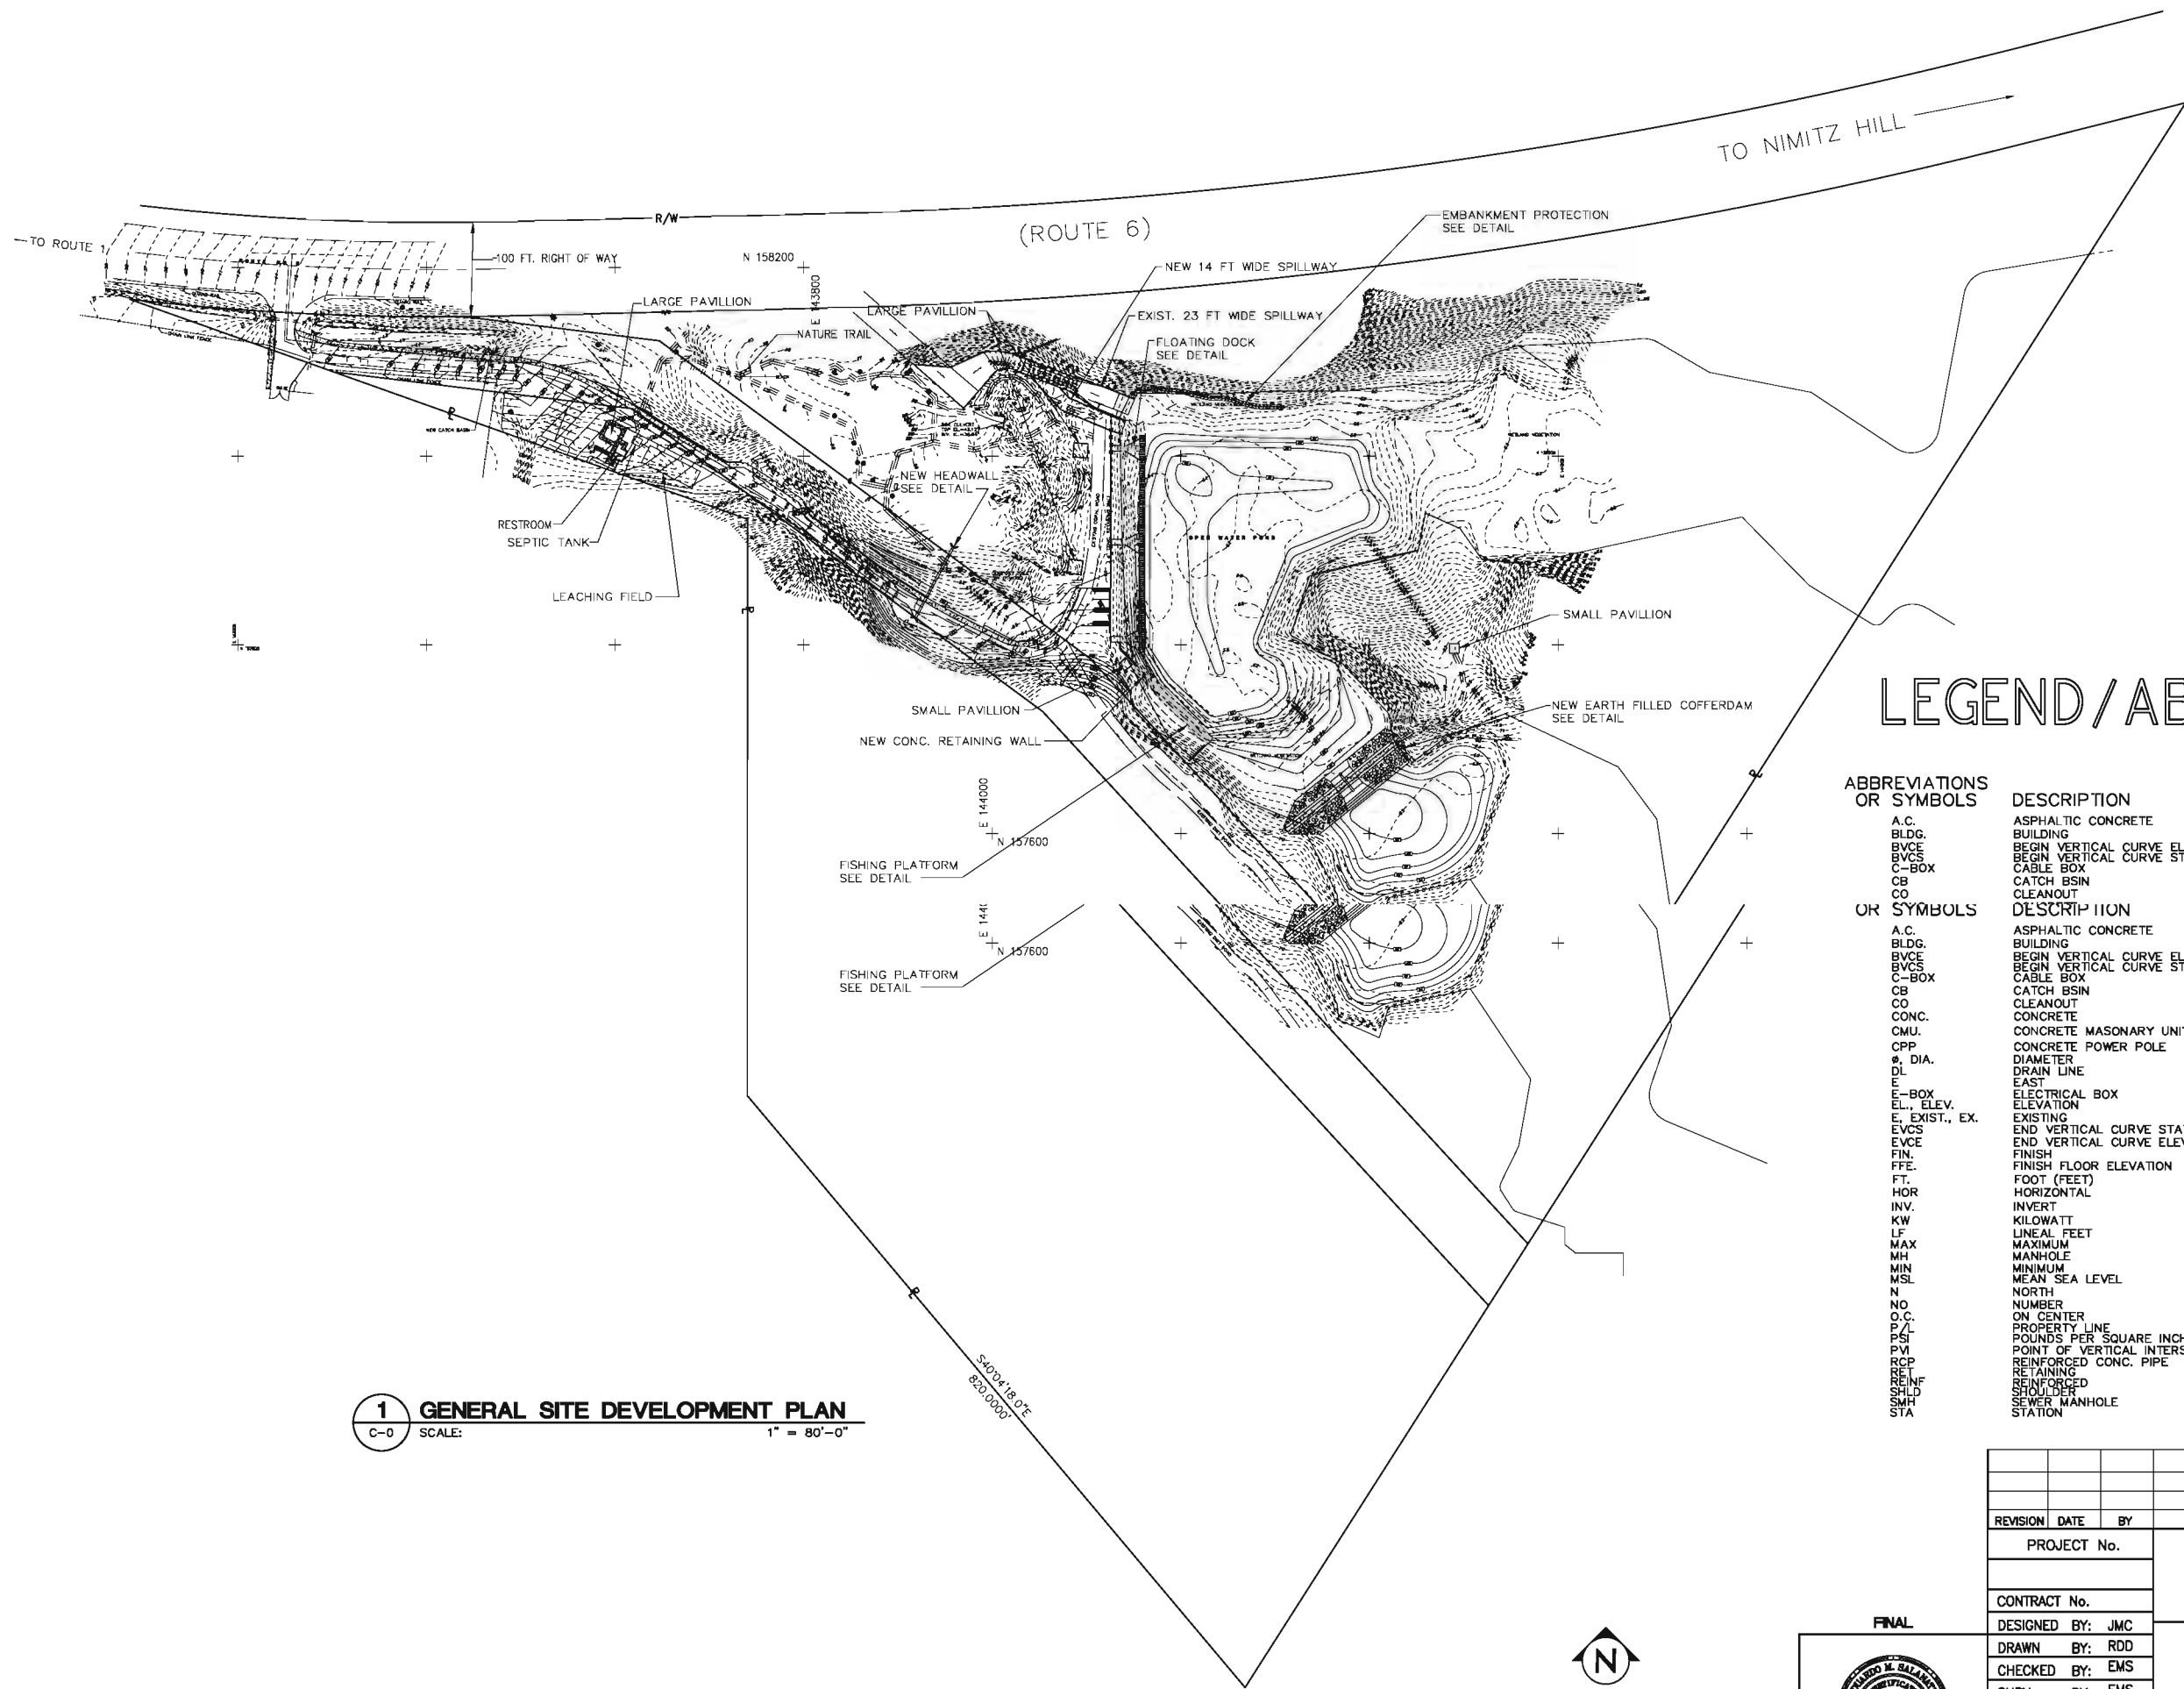 TO NIMITZ HILL
R/W
(ROUTE 6)
EMBANKMENT PROTECTION
SEE DETAIL
TO ROUTE 1
100 FT. RIGHT OF WAY
N 158200
E 143800
NEW 14 FT WIDE SPILLWAY
LARGE PAVILLION
LARGE PAVILLION
EXIST. 23 FT WIDE SPILLWAY
NATURE TRAIL
FLOATING DOCK
SEE DETAIL
NEW CATCH BASIN
NEW HEADWALL
SEE DETAIL
RESTROOM
SEPTIC TANK
OPEN WATER POND
LEACHING FIELD
SMALL PAVILLION
SMALL PAVILLION
NEW CONC. RETAINING WALL
NEW EARTH FILLED COFFERDAM
SEE DETAIL
E 144000
N 157600
FISHING PLATFORM
SEE DETAIL
N 157600
FISHING PLATFORM
SEE DETAIL
S40°04'18.0"E
820.0000'
1
C-0
GENERAL SITE DEVELOPMENT PLAN
SCALE: 1" = 80'-0"
N
LEGEND/AB
ABBREVIATIONS
OR SYMBOLS DESCRIPTION
A.C. ASPHALTIC CONCRETE
BLDG. BUILDING
BVCE BEGIN VERTICAL CURVE EL
BVCS BEGIN VERTICAL CURVE ST
C-BOX CABLE BOX
CB CATCH BSIN
CO CLEANOUT
OR SYMBOLS DESCRIPTION
A.C. ASPHALTIC CONCRETE
BLDG. BUILDING
BVCE BEGIN VERTICAL CURVE EL
BVCS BEGIN VERTICAL CURVE ST
C-BOX CABLE BOX
CB CATCH BSIN
CO CLEANOUT
CONC. CONCRETE
CMU. CONCRETE MASONARY UNI
CPP CONCRETE POWER POLE
ø, DIA. DIAMETER
DL DRAIN LINE
E EAST
E-BOX ELECTRICAL BOX
EL., ELEV. ELEVATION
E, EXIST., EX. EXISTING
EVCS END VERTICAL CURVE STA
EVCE END VERTICAL CURVE ELE
FIN. FINISH
FFE. FINISH FLOOR ELEVATION
FT. FOOT (FEET)
HOR HORIZONTAL
INV. INVERT
KW KILOWATT
LF LINEAL FEET
MAX MAXIMUM
MH MANHOLE
MIN MINIMUM
MSL MEAN SEA LEVEL
N NORTH
NO NUMBER
O.C. ON CENTER
P/L PROPERTY LINE
PSI POUNDS PER SQUARE INCH
PVI POINT OF VERTICAL INTERS
RCP REINFORCED CONC. PIPE
RET RETAINING
REINF REINFORCED
SHLD SHOULDER
SMH SEWER MANHOLE
STA STATION
REVISION DATE BY
PROJECT No.
CONTRACT No.
DESIGNED BY: JMC
DRAWN BY: RDD
CHECKED BY: EMS
FINAL